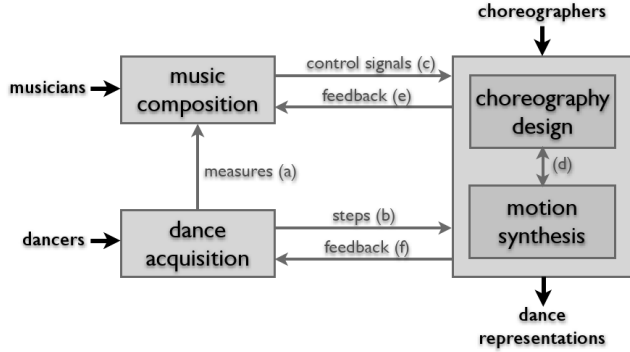 choreographers
musicians
music
composition
control signals (c)
feedback (e)
choreography
design
measures (a)
(d)
dancers
dance
acquisition
steps (b)
feedback (f)
motion
synthesis
dance
representations